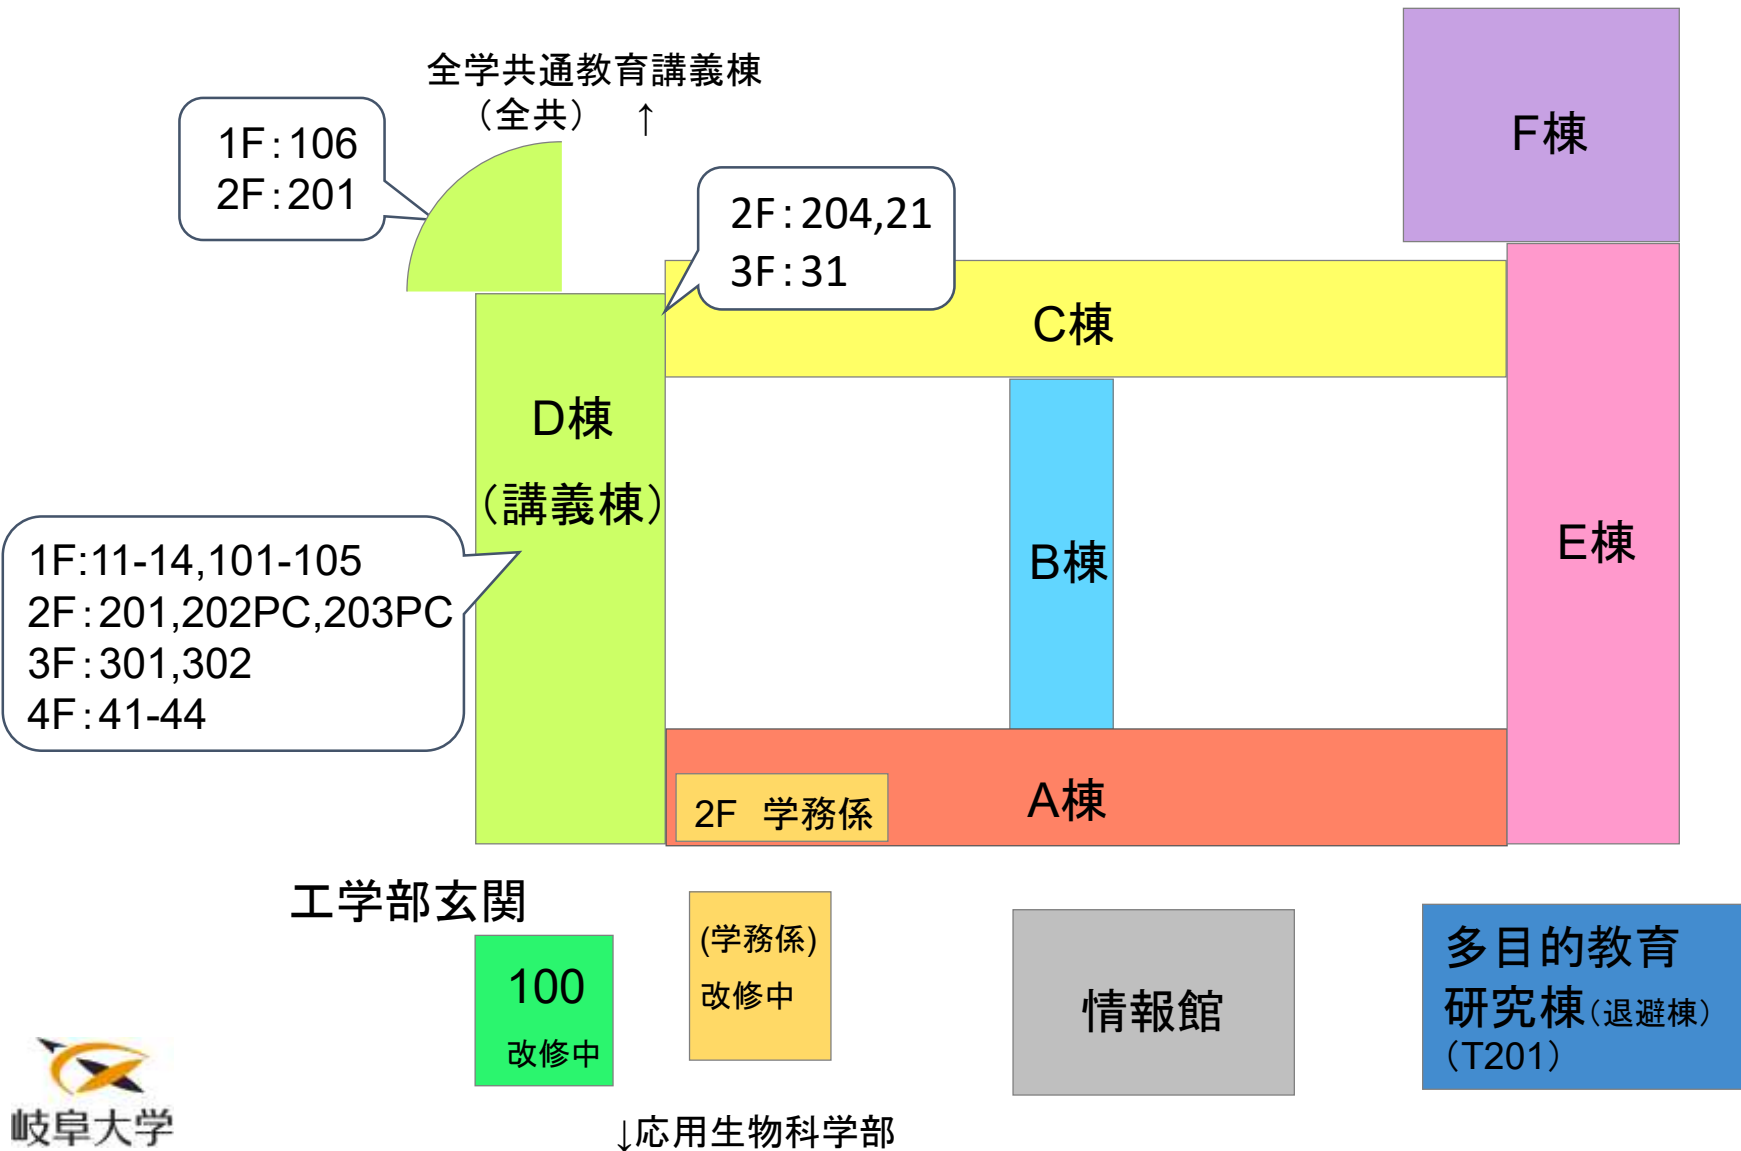 全学共通教育講義棟
（全共） ↑
F棟
1F：106
2F：201
2F：204,21
3F：31
C棟
D棟
（講義棟）
1F:11-14,101-105
2F：201,202PC,203PC
3F：301,302
4F：41-44
B棟
E棟
2F 学務係
A棟
工学部玄関
100
改修中
(学務係)
改修中
情報館
多目的教育
研究棟（退避棟）
（T201）
岐阜大学
↓応用生物科学部